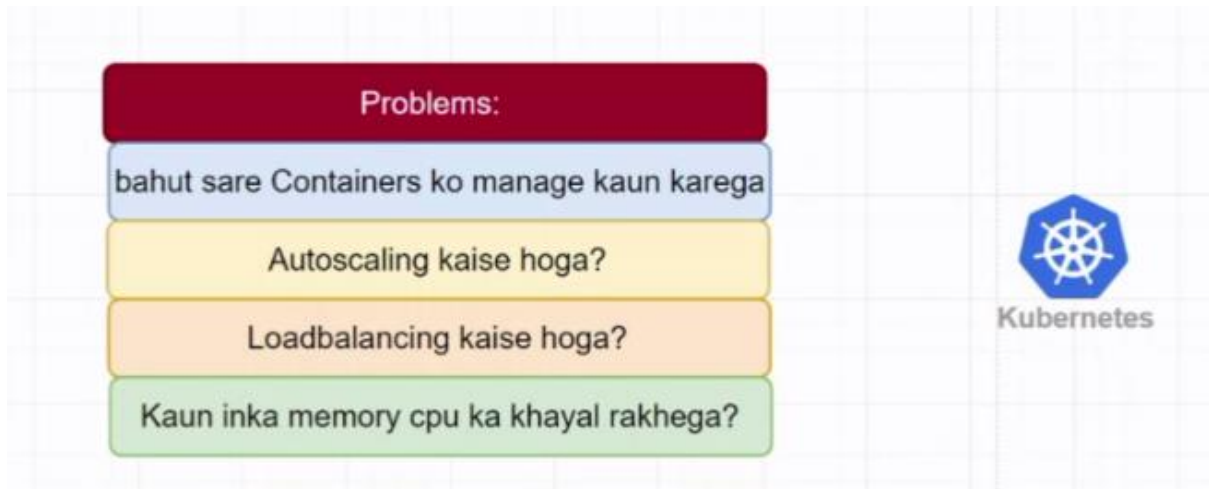 Problems:
bahut sare Containers ko manage kaun karega
Autoscaling kaise hoga?
Loadbalancing kaise hoga?
Kaun inka memory cpu ka khayal rakhega?
Kubernetes